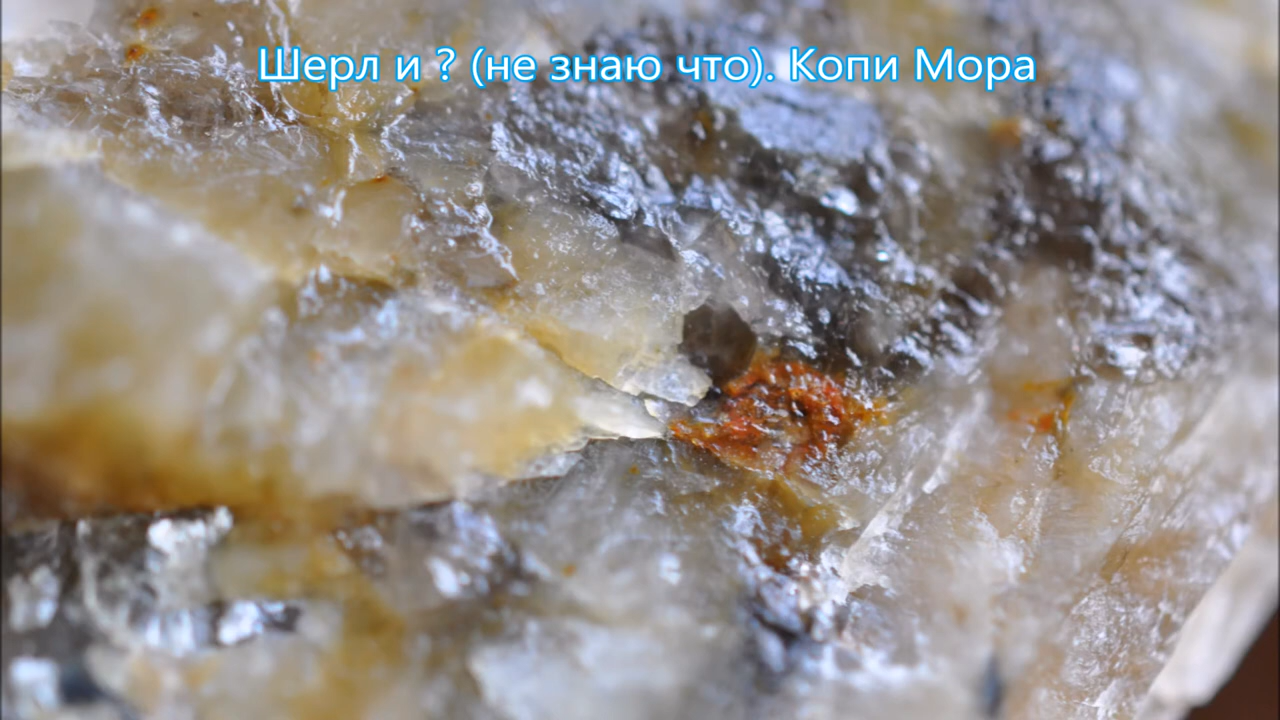 Шерл и ? (не знаю что). Копи Мора